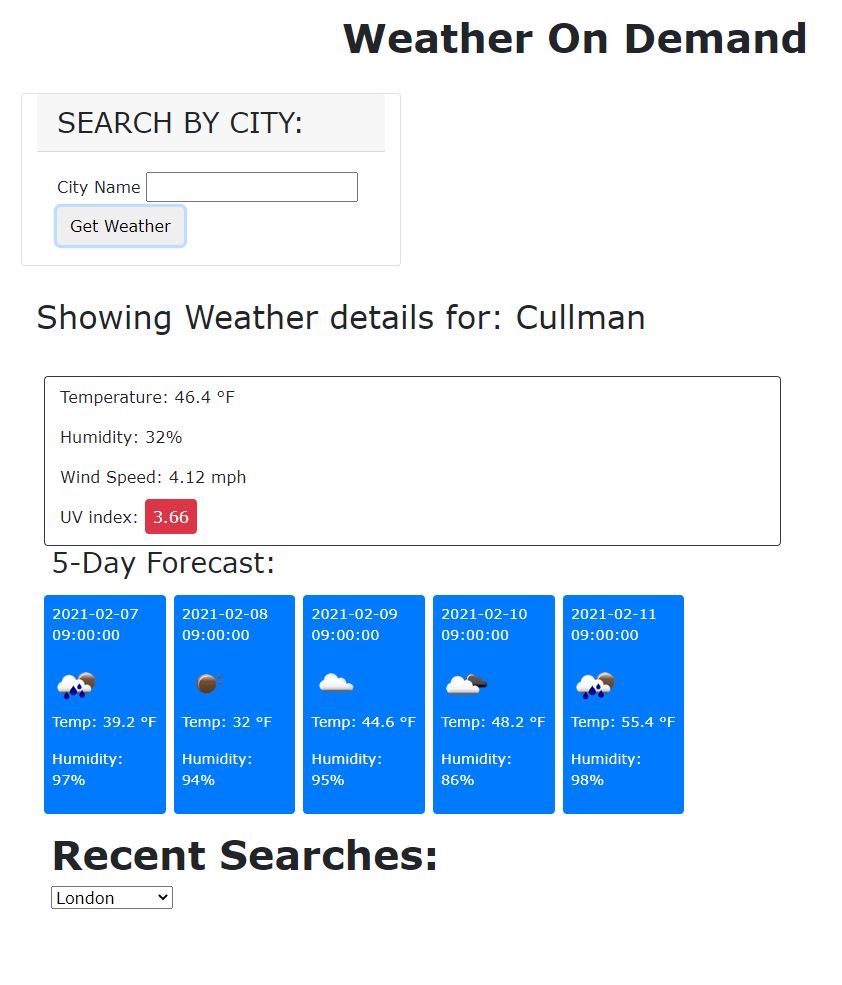 Weather On Demand
SEARCH BY CITY:
City Name
Get Weather
Showing Weather details for: Cullman
Temperature: 46.4 °F
Humidity: 32%
Wind Speed: 4.12 mph
UV index: 3.66
5-Day Forecast:
2021-02-07
09:00:00
Temp: 39.2 °F
Humidity:
97%
2021-02-08
09:00:00
Temp: 32 °F
Humidity:
94%
2021-02-09
09:00:00
Temp: 44.6 °F
Humidity:
95%
2021-02-10
09:00:00
Temp: 48.2 °F
Humidity:
86%
2021-02-11
09:00:00
Temp: 55.4 °F
Humidity:
98%
Recent Searches:
London